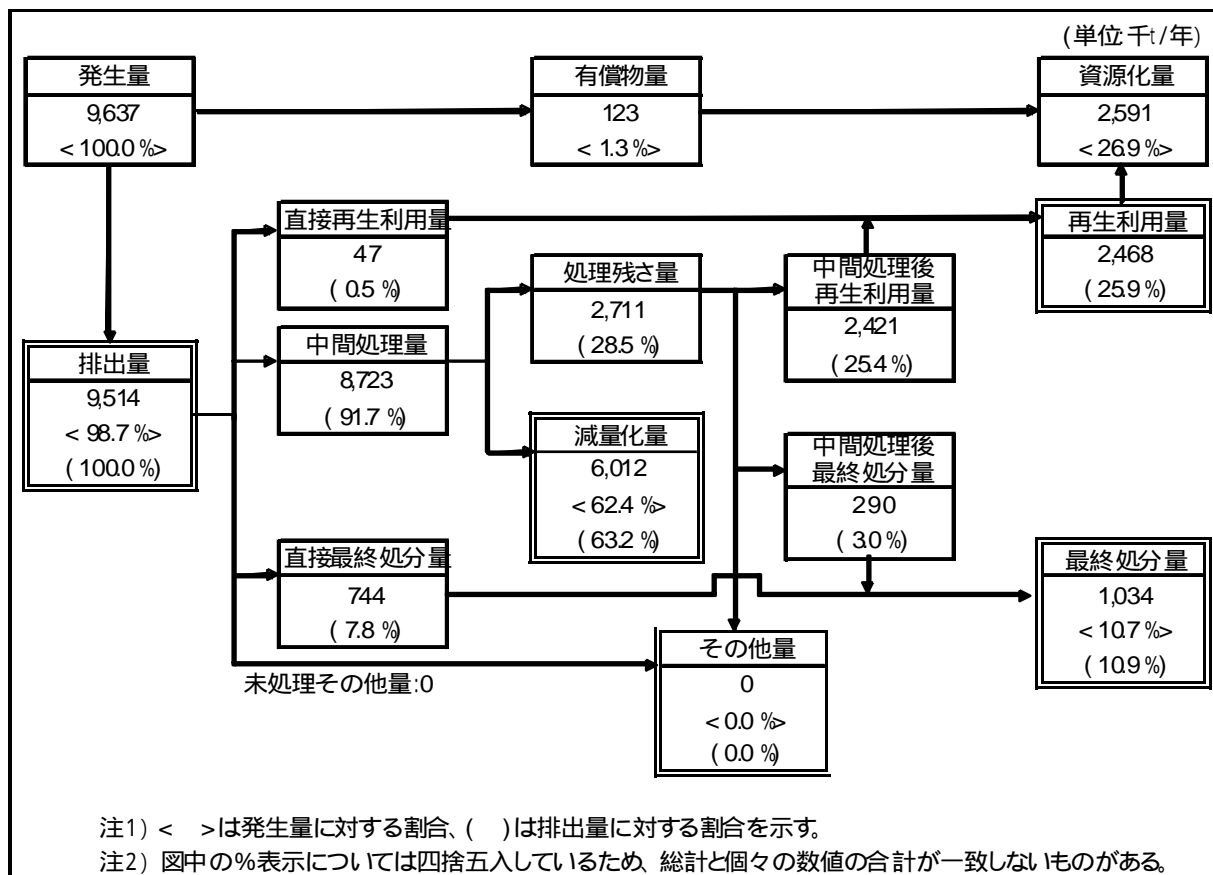 (単位:千t/年)
発生量
9,637
<100.0%>
有償物量
123
<1.3%>
資源化量
2,591
<26.9%>
直接再生利用量
47
(0.5%)
再生利用量
2,468
(25.9%)
処理残さ量
2,711
(28.5%)
中間処理後
再生利用量
2,421
(25.4%)
排出量
9,514
<98.7%>
(100.0%)
中間処理量
8,723
(91.7%)
減量化量
6,012
<62.4%>
(63.2%)
中間処理後
最終処分量
290
(3.0%)
直接最終処分量
744
(7.8%)
最終処分量
1,034
<10.7%>
(10.9%)
その他量
0
<0.0%>
(0.0%)
未処理その他量:0
注1) < >は発生量に対する割合、( )は排出量に対する割合を示す。
注2) 図中の%表示については四捨五入しているため、総計と個々の数値の合計が一致しないものがある。